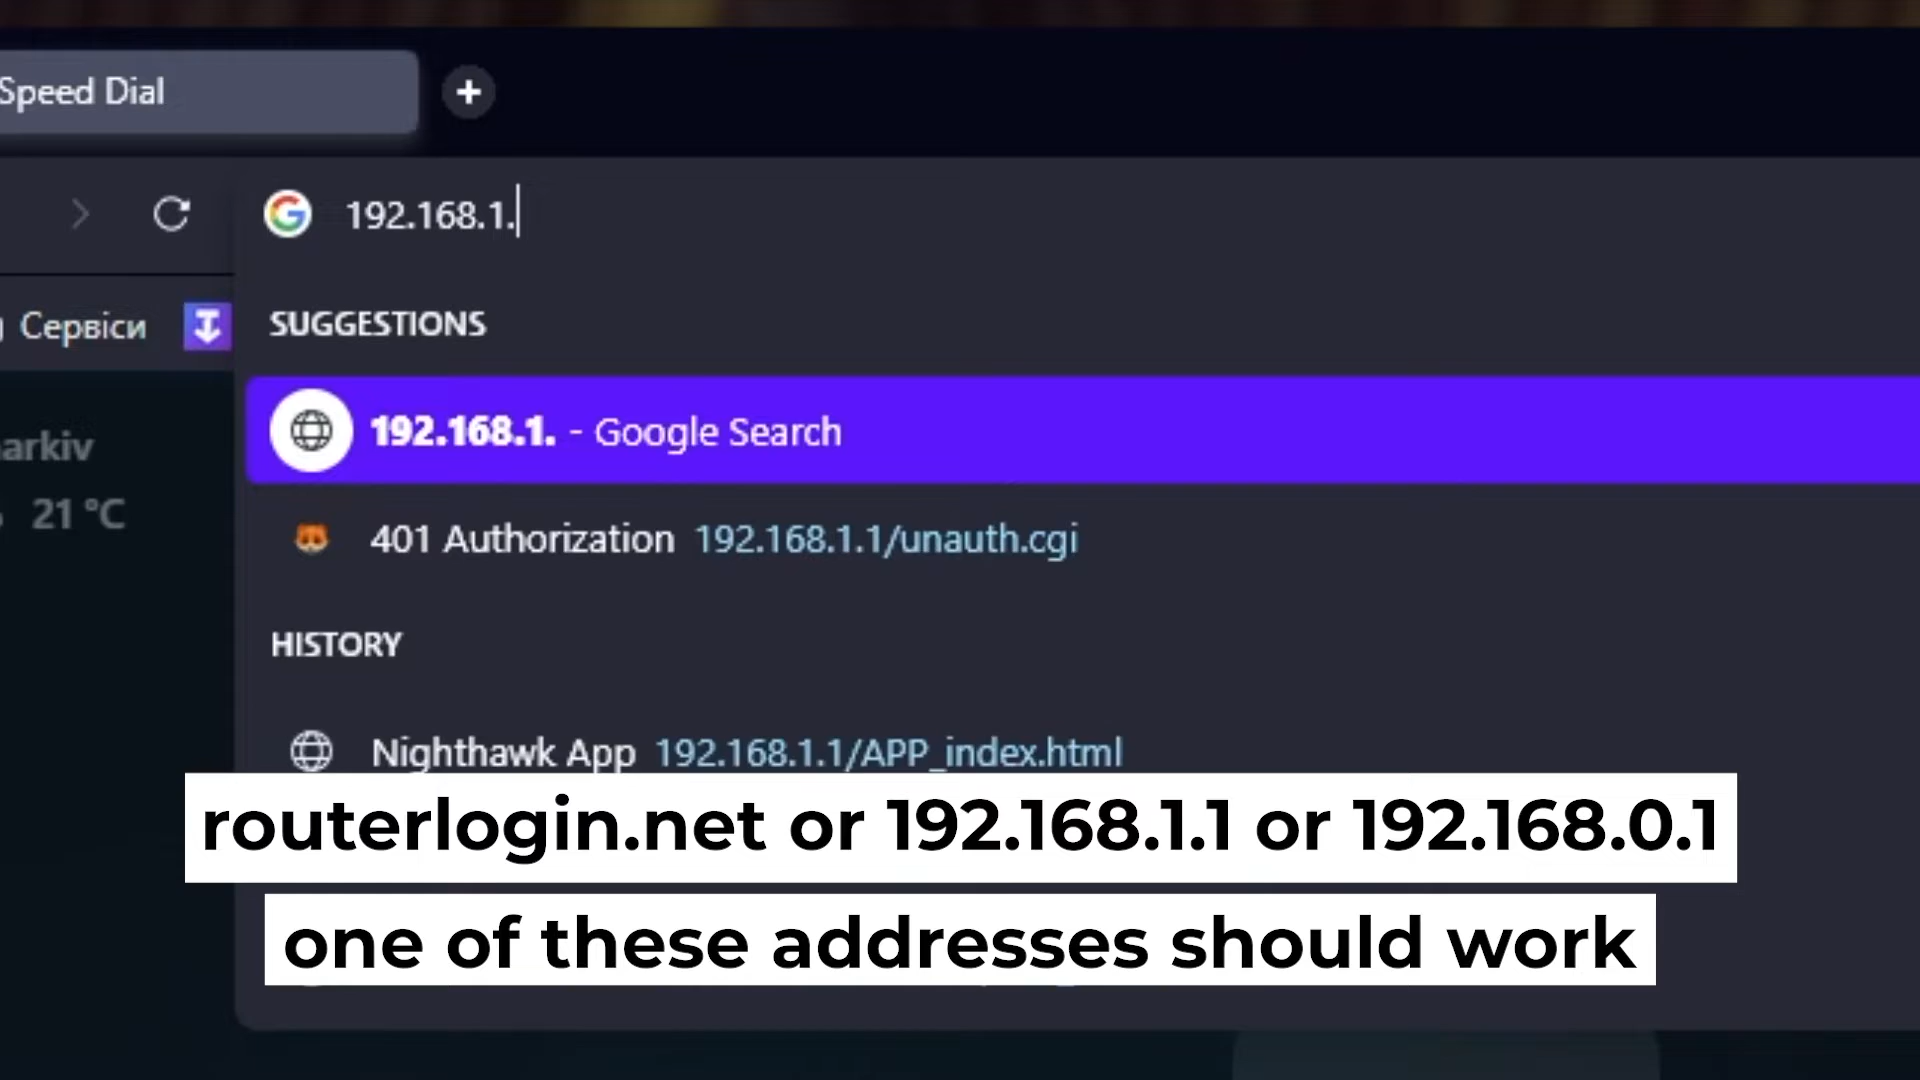 Speed Dial
192.168.1.
Сервіси
SUGGESTIONS
192.168.1. - Google Search
arkiv
21 °C
401 Authorization 192.168.1.1/unauth.cgi
HISTORY
Nighthawk App 192.168.1.1/APP_index.html
routerlogin.net or 192.168.1.1 or 192.168.0.1
one of these addresses should work